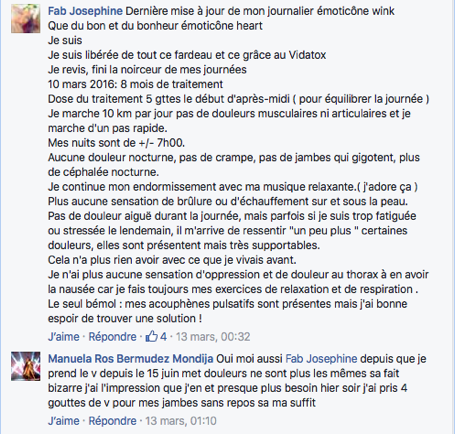 Fab Josephine Dernière mise à jour de mon journalier émoticône wink
Que du bon et du bonheur émoticône heart
Je suis
Je suis libérée de tout ce fardeau et ce grâce au Vidatox
Je revis, fini la noirceur de mes journées
10 mars 2016: 8 mois de traitement
Dose du traitement 5 gttes le début d'après-midi ( pour équilibrer la journée )
Je marche 10 km par jour pas de douleurs musculaires ni articulaires et je
marche d'un pas rapide.
Mes nuits sont de +/- 7h00.
Aucune douleur nocturne, pas de crampe, pas de jambes qui gigotent, plus
de céphalée nocturne.
Je continue mon endormissement avec ma musique relaxante.( j'adore ça )
Plus aucune sensation de brûlure ou d'échauffement sur et sous la peau.
Pas de douleur aiguë durant la journée, mais parfois si je suis trop fatiguée
ou stressée le lendemain, il m'arrive de ressentir "un peu plus " certaines
douleurs, elles sont présentent mais très supportables.
Cela n'a plus rien avoir avec ce que je vivais avant.
Je n'ai plus aucune sensation d'oppression et de douleur au thorax à en avoir
la nausée car je fais toujours mes exercices de relaxation et de respiration .
Le seul bémol : mes acouphènes pulsatifs sont présentes mais j'ai bonne
espoir de trouver une solution !
J'aime · Répondre · 4 · 13 mars, 00:32
Manuela Ros Bermudez Mondija Oui moi aussi Fab Josephine depuis que je
prend le v depuis le 15 juin met douleurs ne sont plus les mêmes sa fait
bizarre j'ai l'impression que j'en et presque plus besoin hier soir j'ai pris 4
gouttes de v pour mes jambes sans repos sa ma suffit
J'aime · Répondre · 13 mars, 01:10